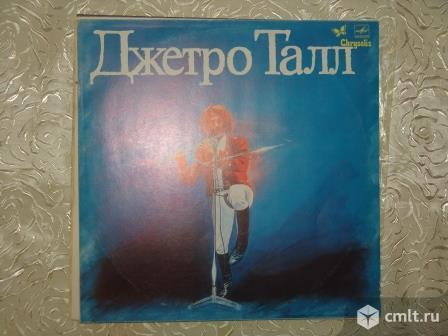 Джетро Талл
Chrysalis
cmlt.ru